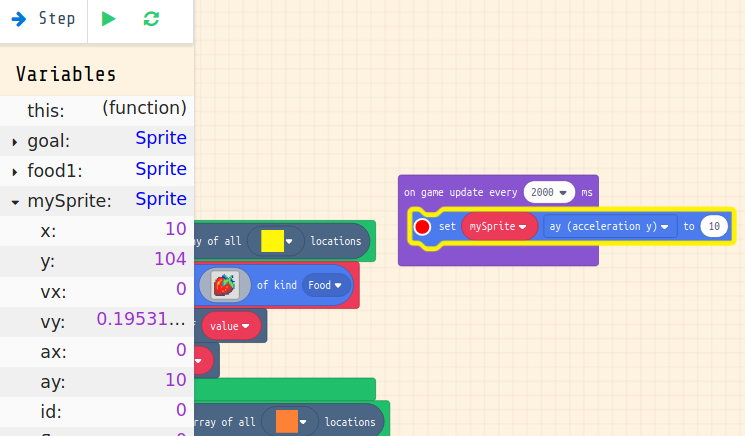 Step
Variables
this: (function)
goal: Sprite
food1: Sprite
mySprite: Sprite
x: 10
y: 104
vx: 0
vy: 0.19531...
ax: 0
ay: 10
id: 0
on game update every 2000 ms
set mySprite ay (acceleration y) to 10
of all locations
of kind Food
value
of all locations